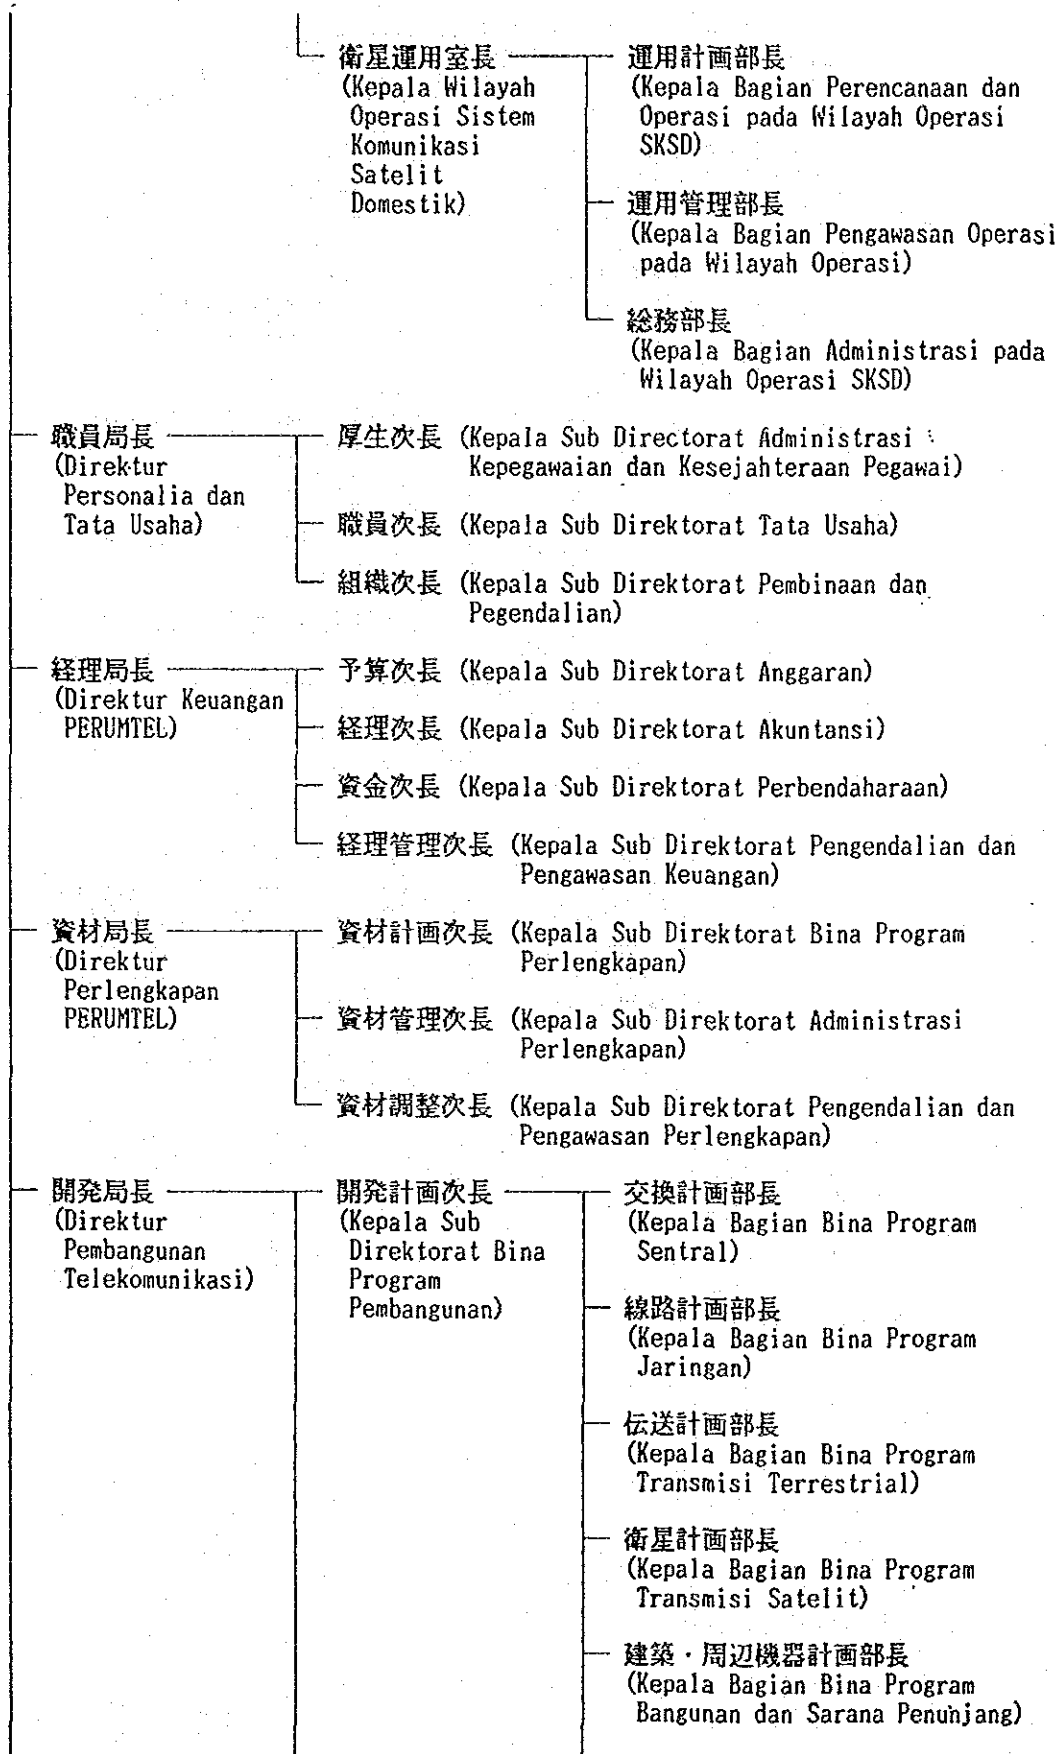 衛星運用室長
(Kepala Wilayah
Operasi Sistem
Komunikasi
Satelit
Domestik)
運用計画部長
(Kepala Bagian Perencanaan dan
Operasi pada Wilayah Operasi
SKSD)
運用管理部長
(Kepala Bagian Pengawasan Operasi
pada Wilayah Operasi)
総務部長
(Kepala Bagian Administrasi pada
Wilayah Operasi SKSD)
職員局長
(Direktur
Personalia dan
Tata Usaha)
厚生次長 (Kepala Sub Directorat Administrasi
Kepegawaian dan Kesejahteraan Pegawai)
職員次長 (Kepala Sub Direktorat Tata Usaha)
組織次長 (Kepala Sub Direktorat Pembinaan dan
Pegendalian)
経理局長
(Direktur Keuangan
PERUMTEL)
予算次長 (Kepala Sub Direktorat Anggaran)
経理次長 (Kepala Sub Direktorat Akuntansi)
資金次長 (Kepala Sub Direktorat Perbendaharaan)
経理管理次長 (Kepala Sub Direktorat Pengendalian dan
Pengawasan Keuangan)
資材局長
(Direktur
Perlengkapan
PERUMTEL)
資材計画次長 (Kepala Sub Direktorat Bina Program
Perlengkapan)
資材管理次長 (Kepala Sub Direktorat Administrasi
Perlengkapan)
資材調整次長 (Kepala Sub Direktorat Pengendalian dan
Pengawasan Perlengkapan)
開発局長
(Direktur
Pembangunan
Telekomunikasi)
開発計画次長
(Kepala Sub
Direktorat Bina
Program
Pembangunan)
交換計画部長
(Kepala Bagian Bina Program
Sentral)
線路計画部長
(Kepala Bagian Bina Program
Jaringan)
伝送計画部長
(Kepala Bagian Bina Program
Transmisi Terrestrial)
衛星計画部長
(Kepala Bagian Bina Program
Transmisi Satelit)
建築・周辺機器計画部長
(Kepala Bagian Bina Program
Bangunan dan Sarana Penunjang)